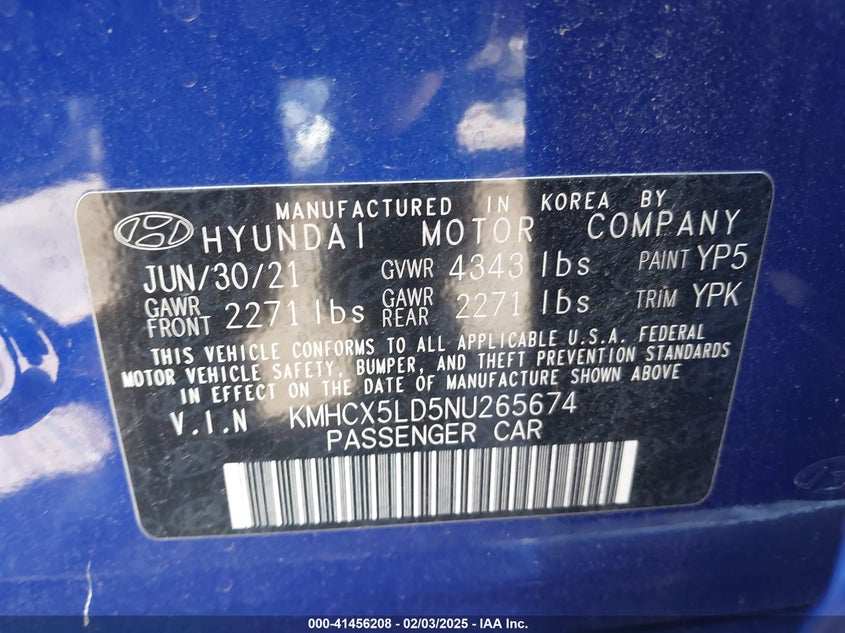 MANUFACTURED IN KOREA BY
HYUNDAI MOTOR COMPANY
JUN/30/21 GVWR 4343 lbs PAINT YP5
GAWR FRONT 2271 lbs GAWR REAR 2271 lbs TRIM YPK
THIS VEHICLE CONFORMS TO ALL APPLICABLE U.S.A. FEDERAL
MOTOR VEHICLE SAFETY, BUMPER, AND THEFT PREVENTION STANDARDS
IN EFFECT ON THE DATE OF MANUFACTURE SHOWN ABOVE
V.I.N KMHCX5LD5NU265674
PASSENGER CAR
000-41456208 - 02/03/2025 - IAA Inc.